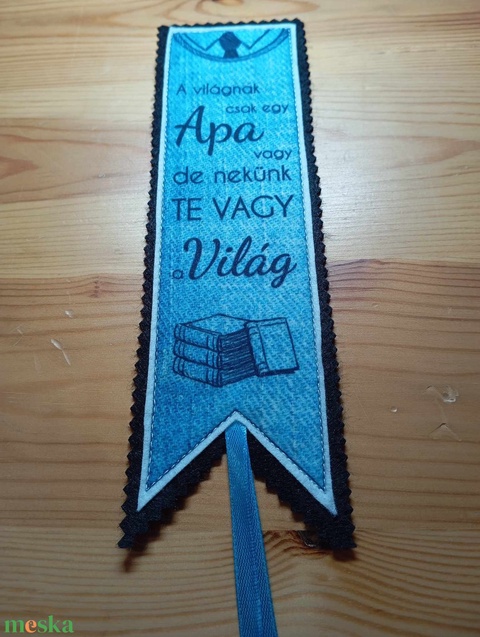 A világnak
csak egy
Apa
vagy
de nekünk
TE VAGY
a Világ
meska